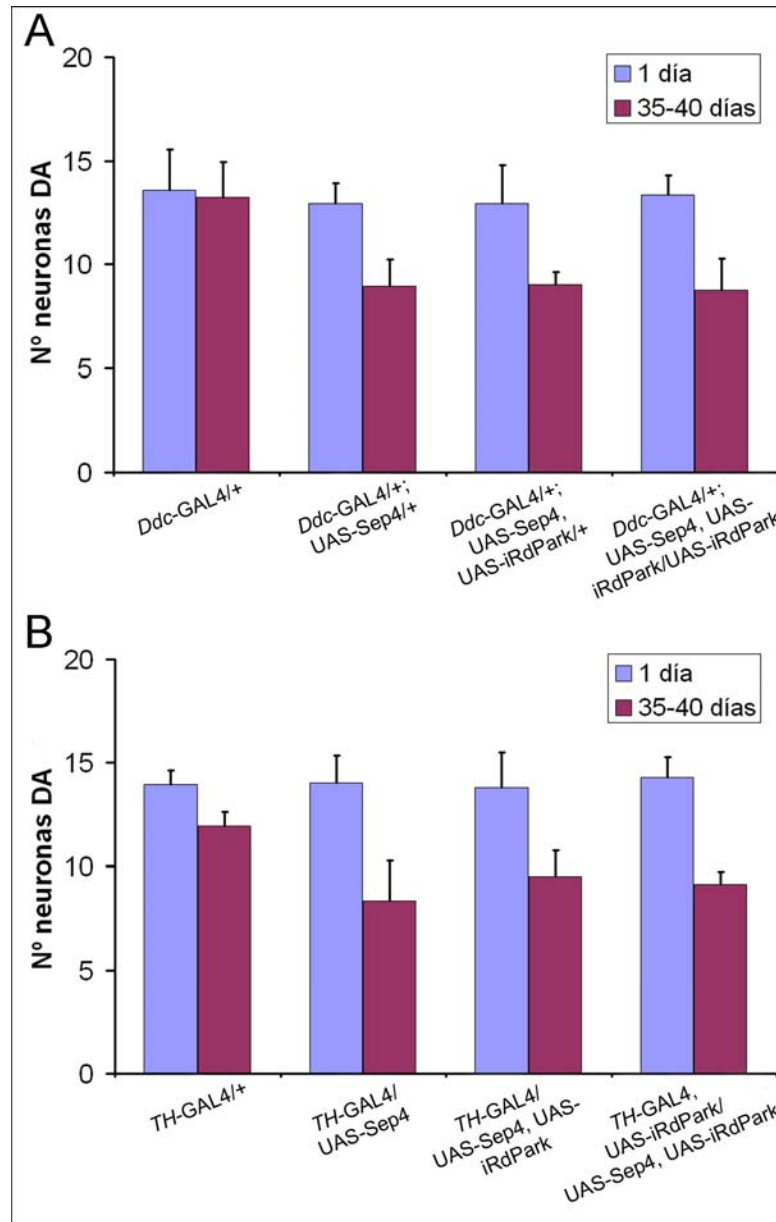 A
20
15
10
5
0
Nº neuronas DA
1 día
35-40 días
Ddc-GAL4/+
Ddc-GAL4/+;
UAS-Sep4/+
Ddc-GAL4/+;
UAS-Sep4,
UAS-iRdPark/+
Ddc-GAL4/+;
UAS-Sep4, UAS-
iRdPark/UAS-iRdPark
B
20
15
10
5
0
Nº neuronas DA
1 día
35-40 días
TH-GAL4/+
TH-GAL4/
UAS-Sep4
TH-GAL4/
UAS-Sep4, UAS-
iRdPark
TH-GAL4,
UAS-iRdPark/
UAS-Sep4, UAS-iRdPark